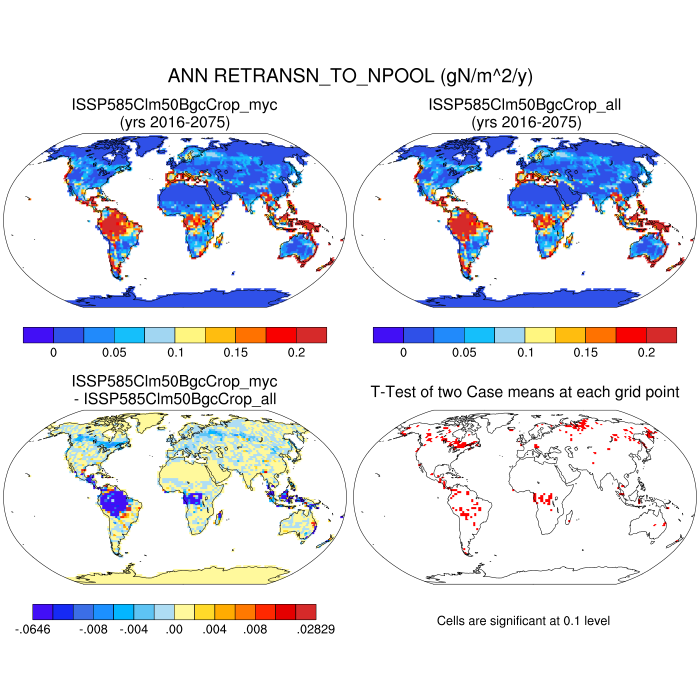 ANN RETRANSN_TO_NPOOL (gN/m^2/y)
ISSP585Clm50BgcCrop_myc
(yrs 2016-2075)
ISSP585Clm50BgcCrop_all
(yrs 2016-2075)
0 0.05 0.1 0.15 0.2
0 0.05 0.1 0.15 0.2
ISSP585Clm50BgcCrop_myc
- ISSP585Clm50BgcCrop_all
T-Test of two Case means at each grid point
-.0646 -.008 -.004 .00 .004 .008 .02829
Cells are significant at 0.1 level